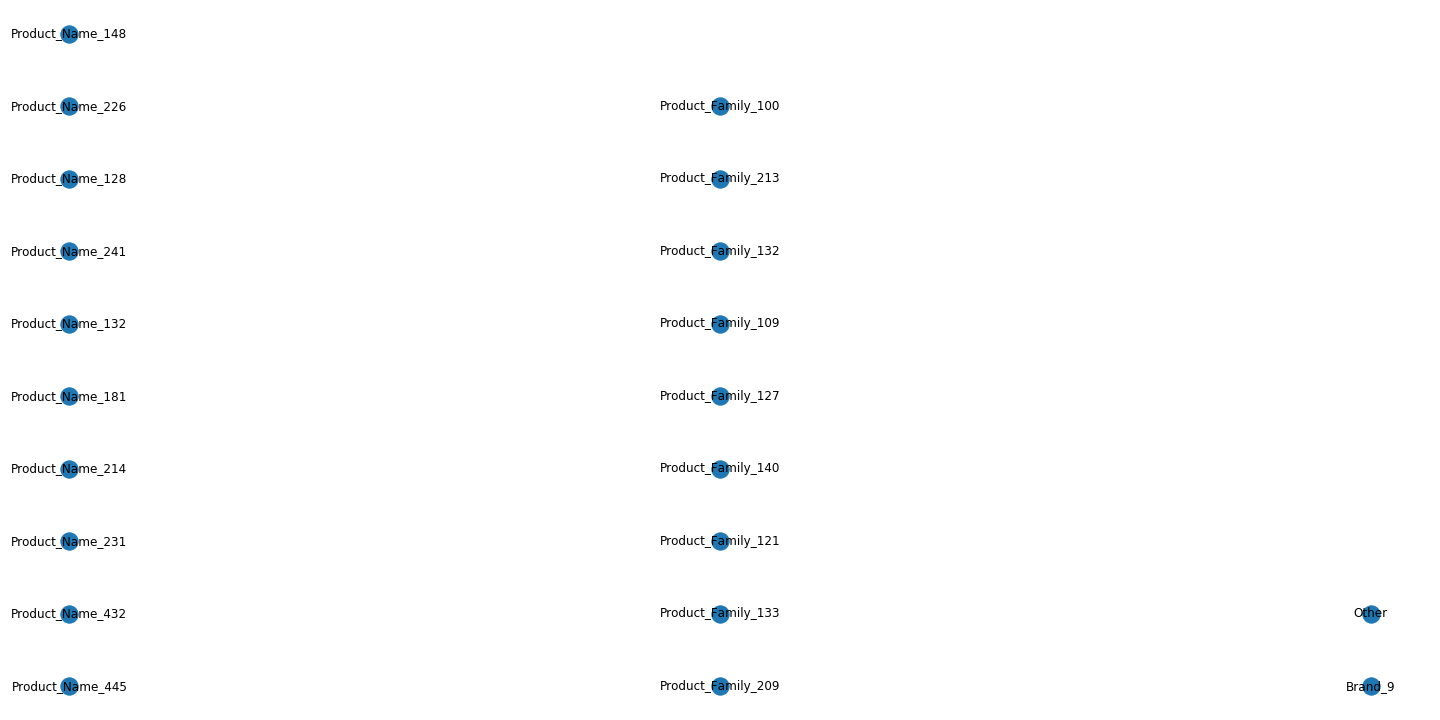 Product_Name_148
Product_Name_226
Product_Family_100
Product_Name_128
Product_Family_213
Product_Name_241
Product_Family_132
Product_Name_132
Product_Family_109
Product_Name_181
Product_Family_127
Product_Name_214
Product_Family_140
Product_Name_231
Product_Family_121
Product_Name_432
Product_Family_133
Other
Product_Name_445
Product_Family_209
Brand_9